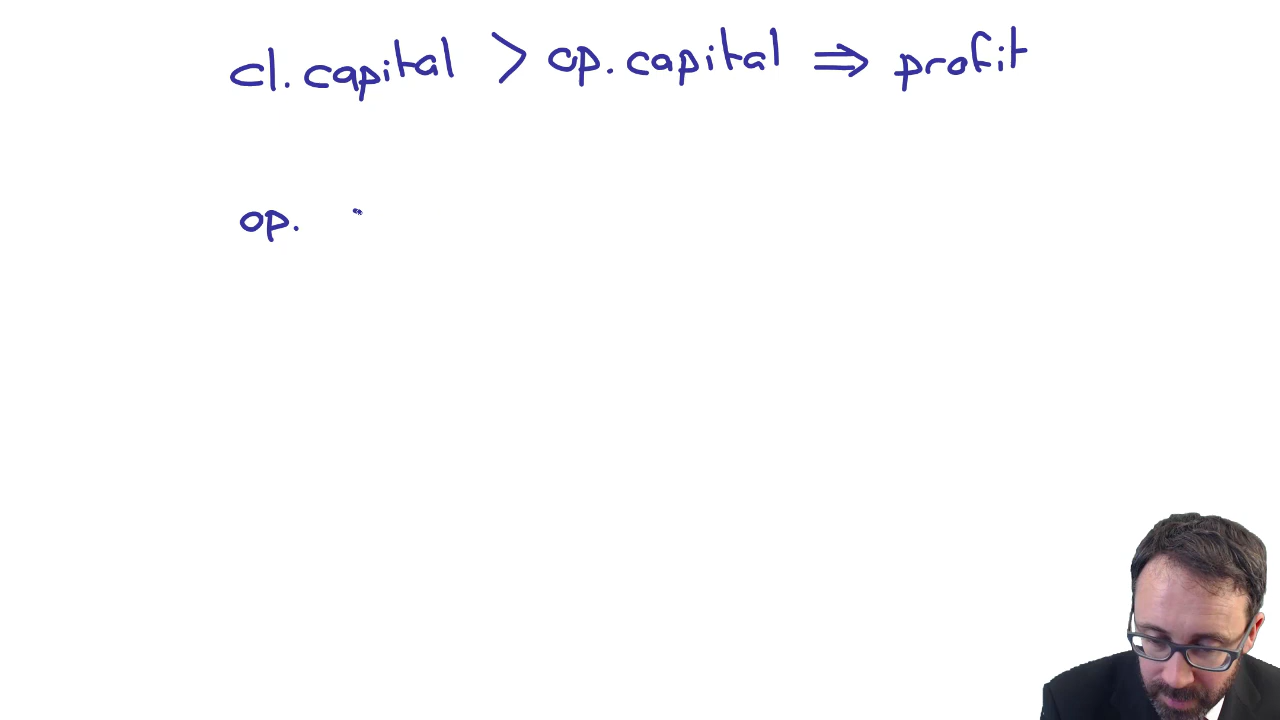 cl. capital > op. capital ⇒ profit
op.